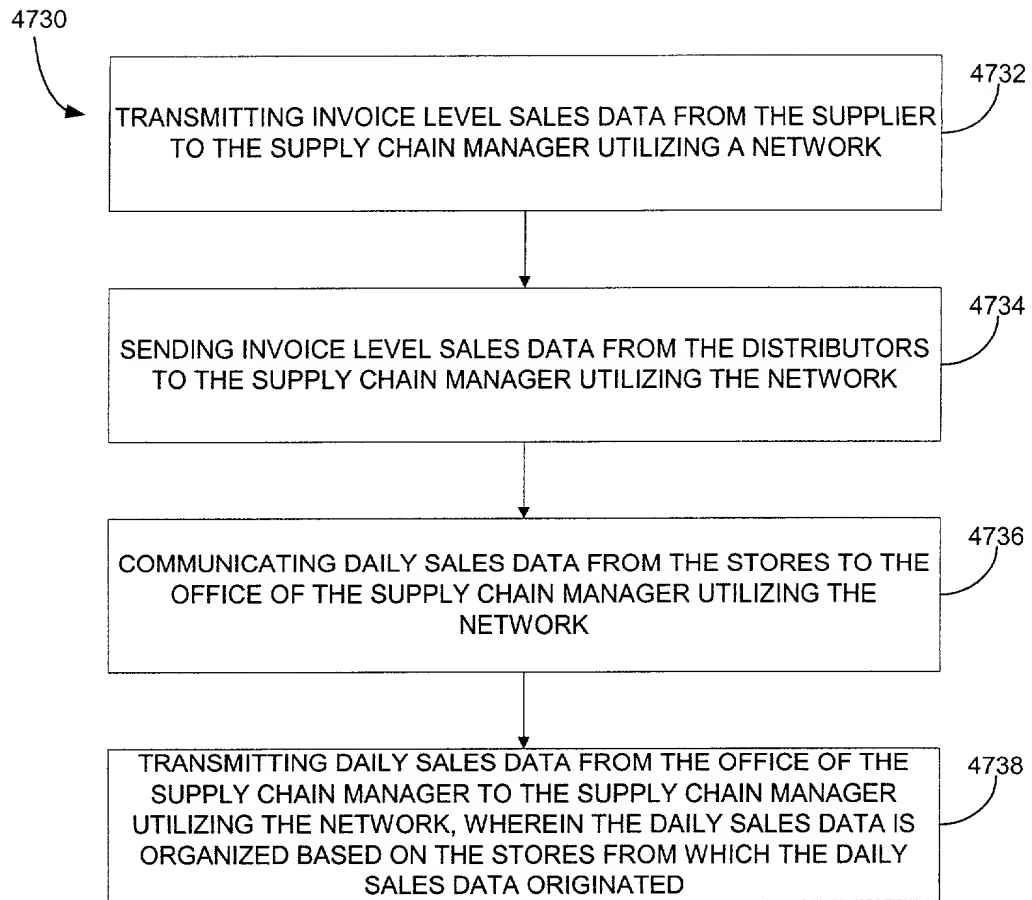 4730
4732
TRANSMITTING INVOICE LEVEL SALES DATA FROM THE SUPPLIER
TO THE SUPPLY CHAIN MANAGER UTILIZING A NETWORK
4734
SENDING INVOICE LEVEL SALES DATA FROM THE DISTRIBUTORS
TO THE SUPPLY CHAIN MANAGER UTILIZING THE NETWORK
4736
COMMUNICATING DAILY SALES DATA FROM THE STORES TO THE
OFFICE OF THE SUPPLY CHAIN MANAGER UTILIZING THE
NETWORK
4738
TRANSMITTING DAILY SALES DATA FROM THE OFFICE OF THE
SUPPLY CHAIN MANAGER TO THE SUPPLY CHAIN MANAGER
UTILIZING THE NETWORK, WHEREIN THE DAILY SALES DATA IS
ORGANIZED BASED ON THE STORES FROM WHICH THE DAILY
SALES DATA ORIGINATED